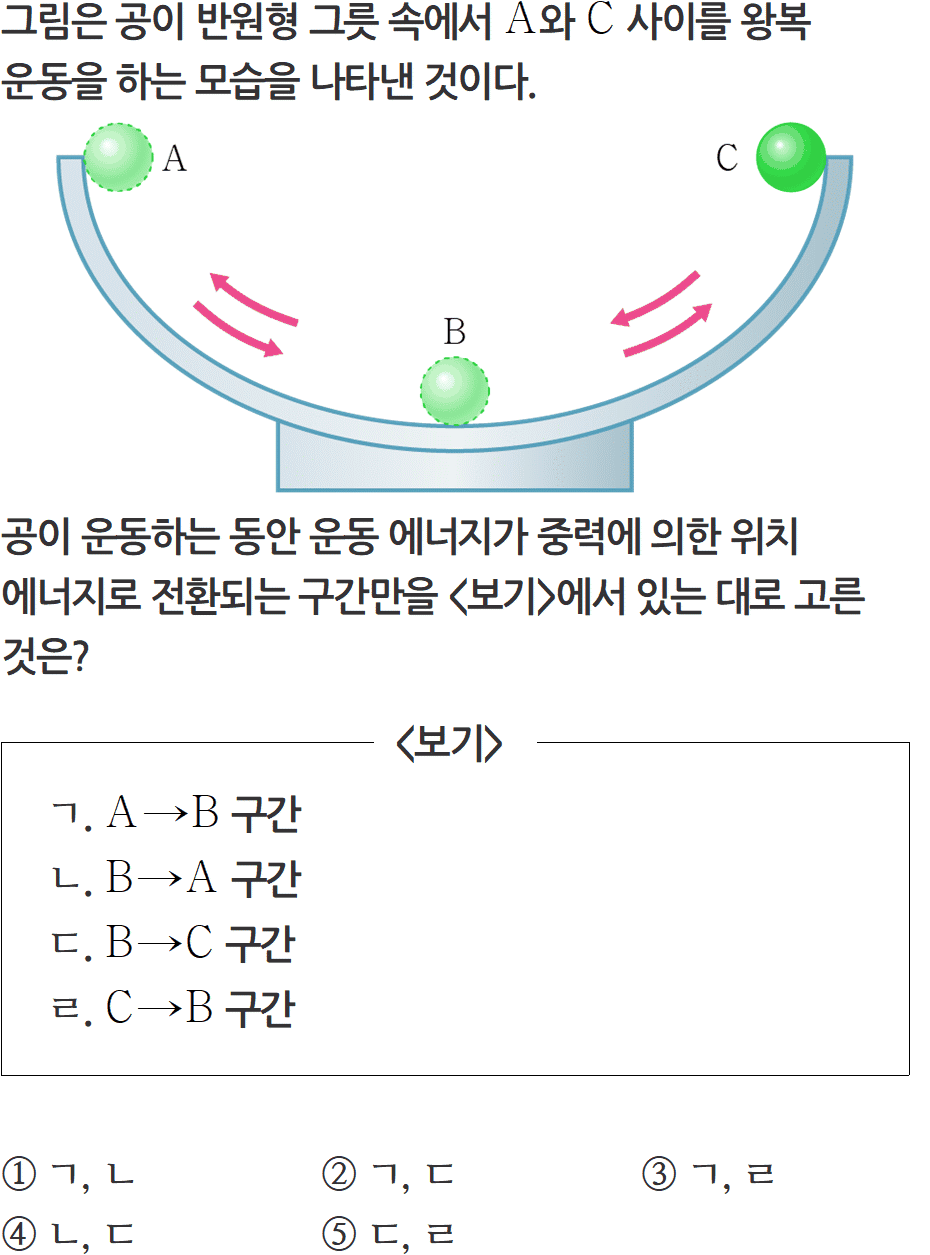 그림은 공이 반원형 그릇 속에서 A와 C 사이를 왕복
운동을 하는 모습을 나타낸 것이다.
A
C
B
공이 운동하는 동안 운동 에너지가 중력에 의한 위치
에너지로 전환되는 구간만을 <보기>에서 있는 대로 고른
것은?
<보기>
ㄱ. A→B 구간
ㄴ. B→A 구간
ㄷ. B→C 구간
ㄹ. C→B 구간
① ㄱ, ㄴ ② ㄱ, ㄷ ③ ㄱ, ㄹ
④ ㄴ, ㄷ ⑤ ㄷ, ㄹ